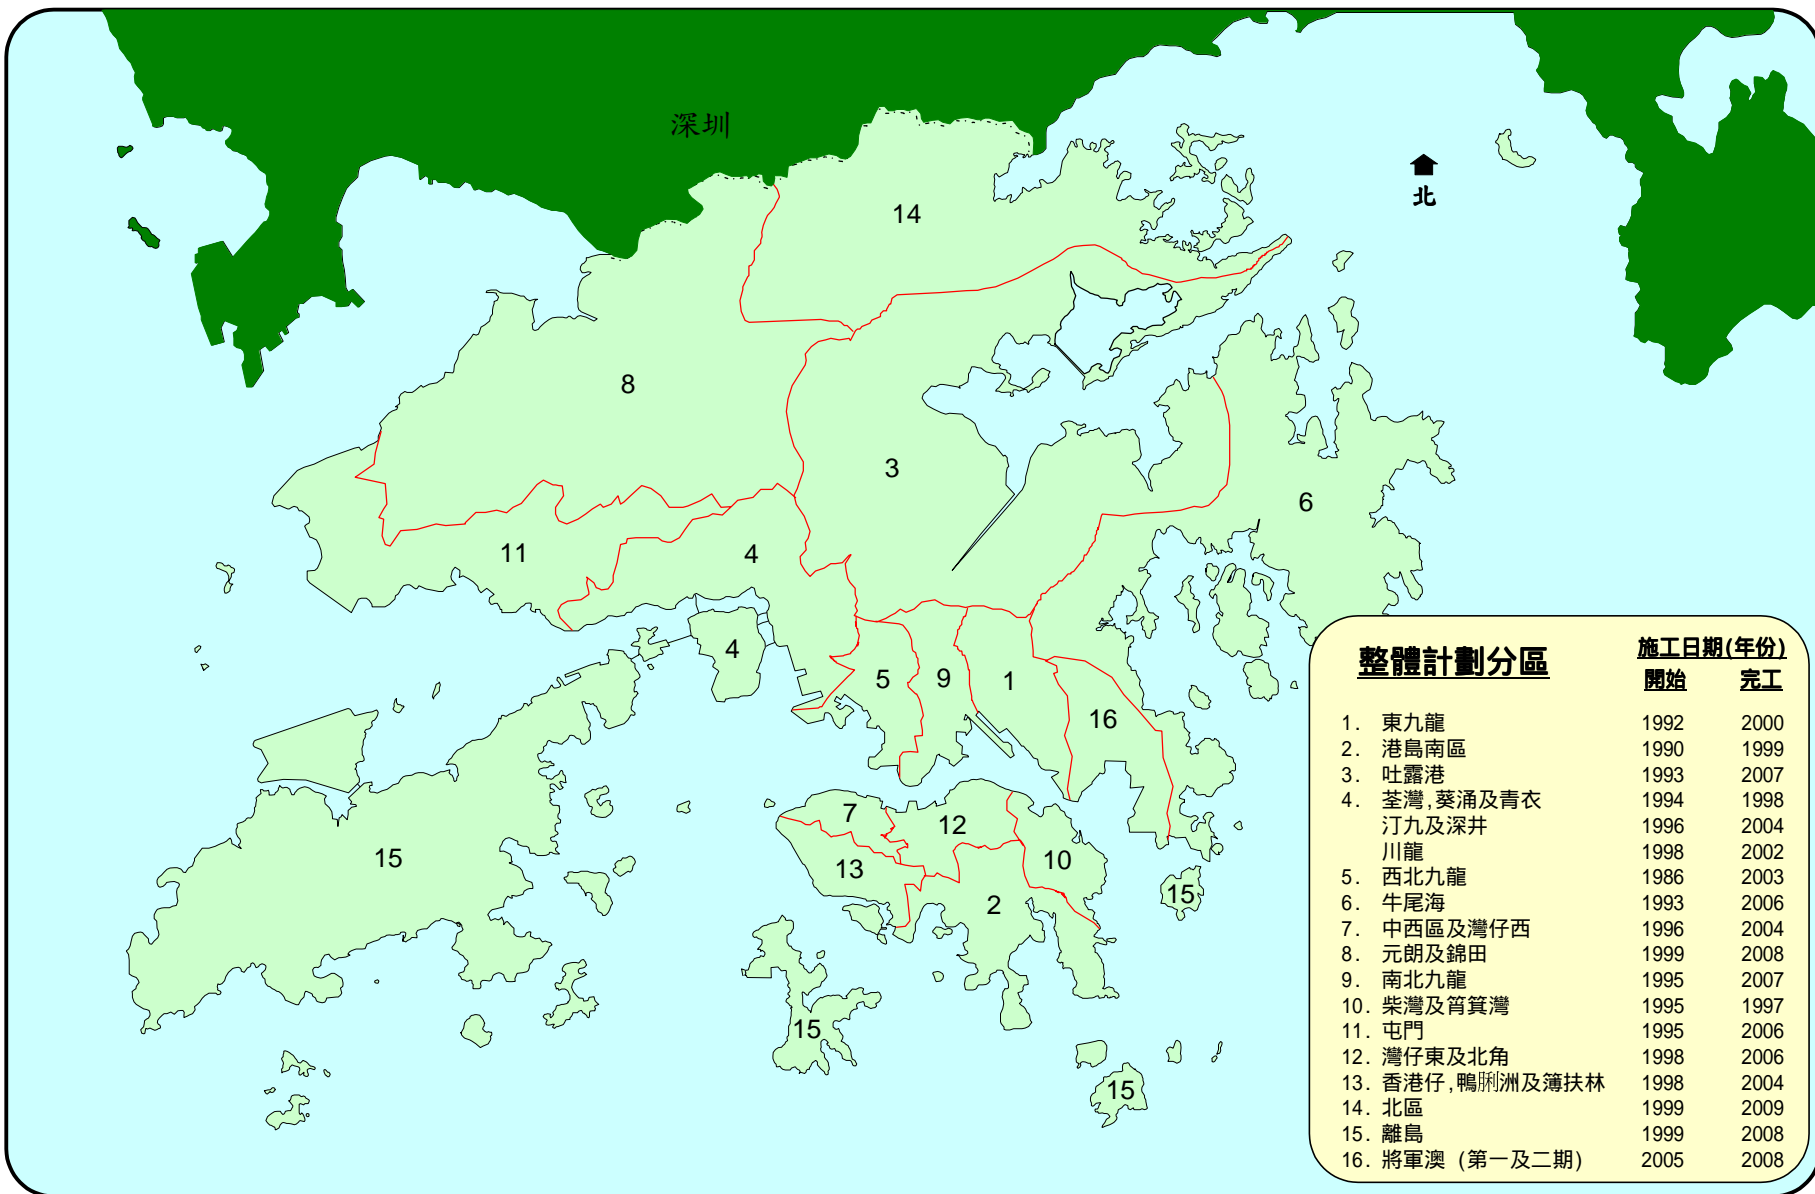 深圳
北
14
8
3
6
11
4
4
5
9
1
16
7
12
10
13
2
15
15
15
15
整體計劃分區
施工日期(年份)
開始 完工
1. 東九龍 1992 2000
2. 港島南區 1990 1999
3. 吐露港 1993 2007
4. 荃灣,葵涌及青衣 1994 1998
汀九及深井 1996 2004
川龍 1998 2002
5. 西北九龍 1986 2003
6. 牛尾海 1993 2006
7. 中西區及灣仔西 1996 2004
8. 元朗及錦田 1999 2008
9. 南北九龍 1995 2007
10. 柴灣及筲箕灣 1995 1997
11. 屯門 1995 2006
12. 灣仔東及北角 1998 2006
13. 香港仔,鴨脷洲及薄扶林 1998 2004
14. 北區 1999 2009
15. 離島 1999 2008
16. 將軍澳 (第一及二期) 2005 2008